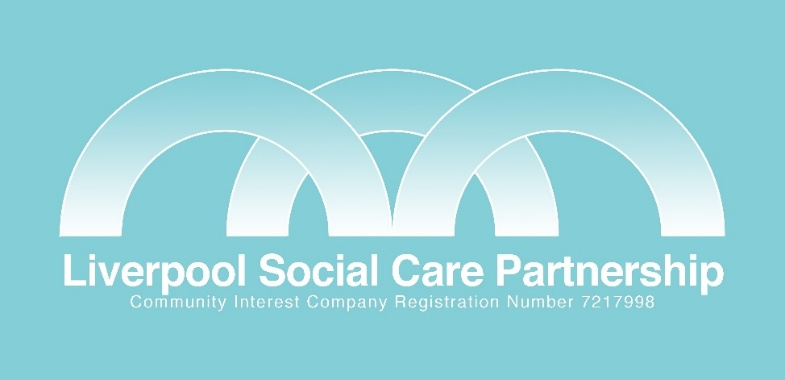 Liverpool Social Care Partnership
Community Interest Company Registration Number 7217998